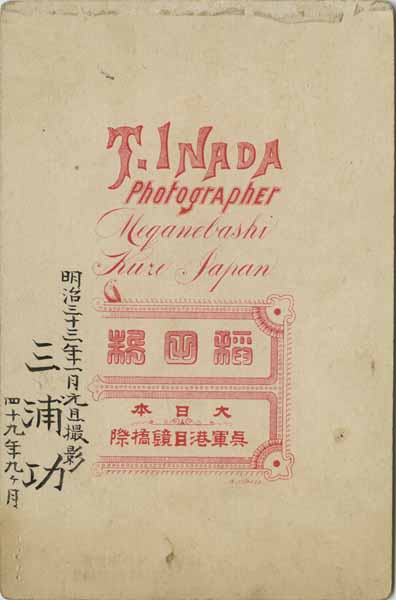 T. INADA
Photographer
Meganebashi
Kure Japan
稲田
大日本
呉軍港目鏡橋際
明治三十三年一月元旦撮影
三浦功
四十九年九ヶ月